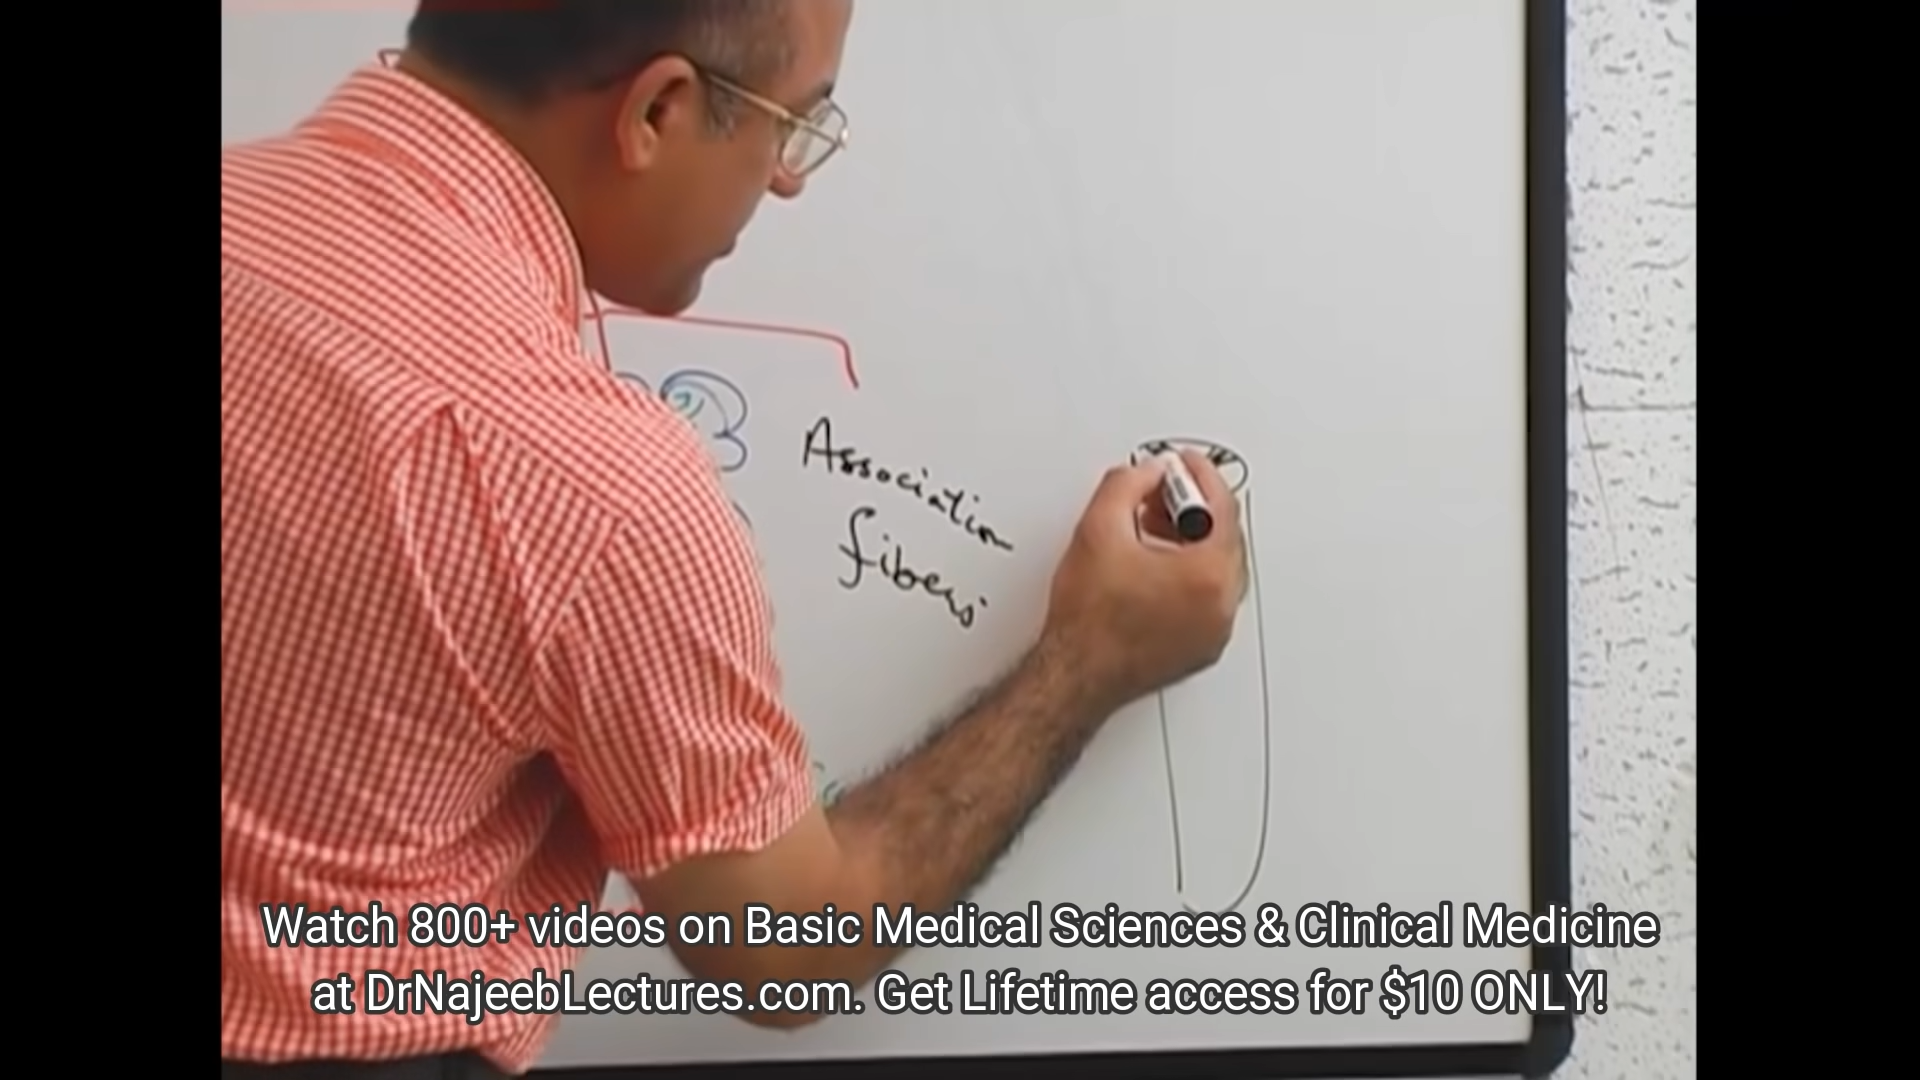 Association
fibers
Watch 800+ videos on Basic Medical Sciences & Clinical Medicine
at DrNajeebLectures.com. Get Lifetime access for $10 ONLY!